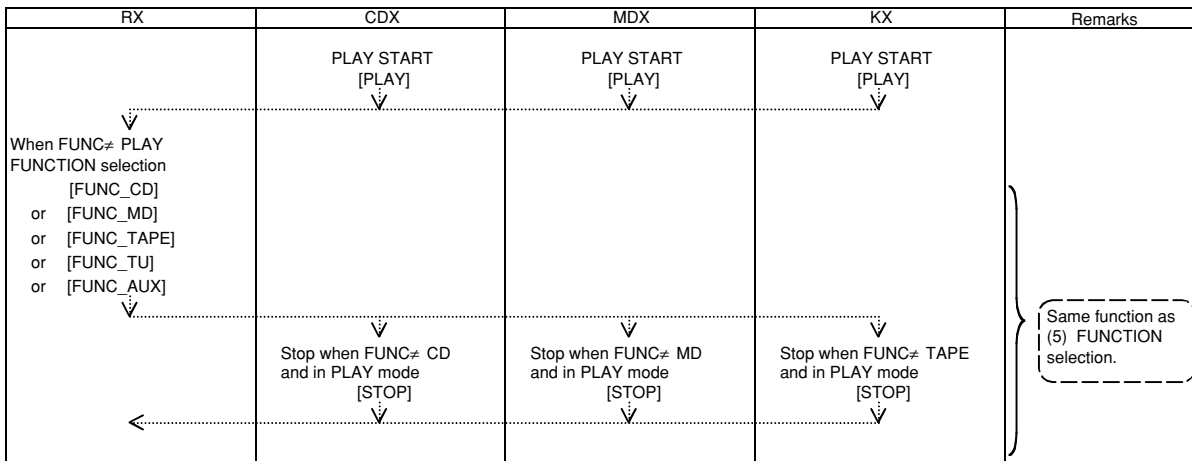 RX CDX MDX KX Remarks
PLAY START PLAY START PLAY START
[PLAY] [PLAY] [PLAY]
When FUNC≠ PLAY
FUNCTION selection
[FUNC_CD]
or [FUNC_MD]
or [FUNC_TAPE]
or [FUNC_TU]
or [FUNC_AUX]
Stop when FUNC≠ CD
and in PLAY mode
[STOP]
Stop when FUNC≠ MD
and in PLAY mode
[STOP]
Stop when FUNC≠ TAPE
and in PLAY mode
[STOP]
Same function as
(5) FUNCTION
selection.